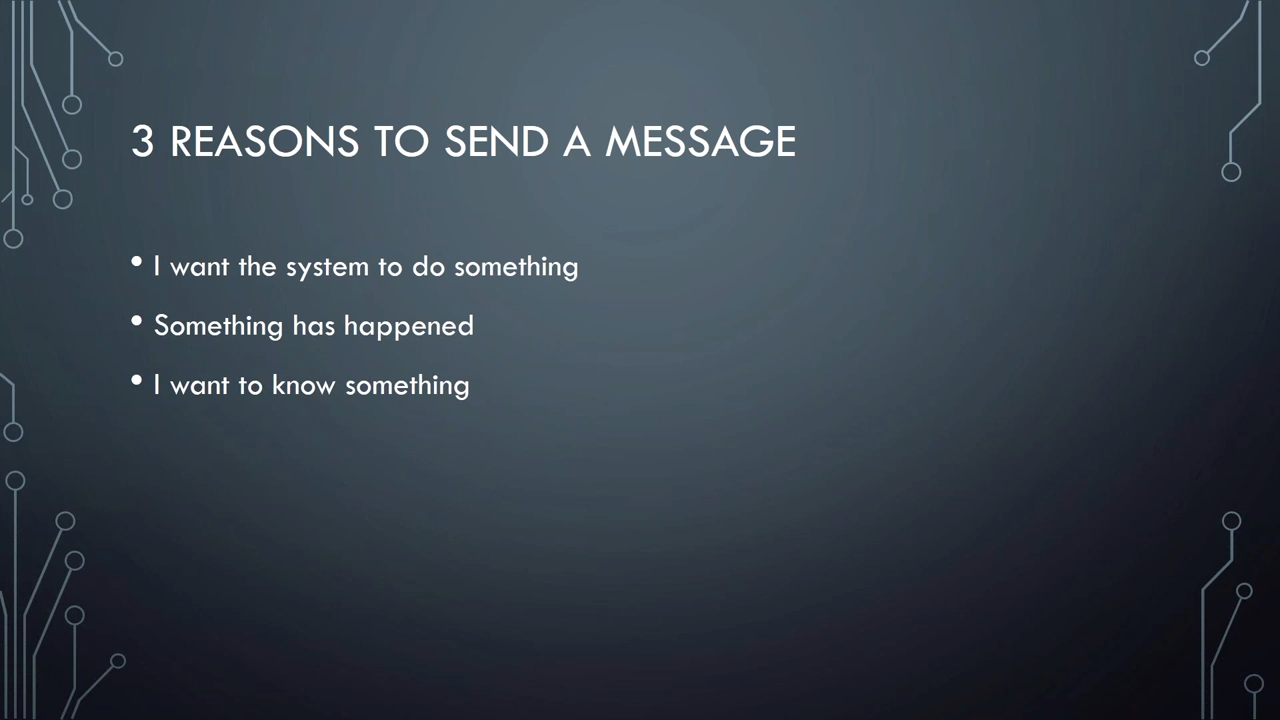 3 REASONS TO SEND A MESSAGE
• I want the system to do something
• Something has happened
• I want to know something